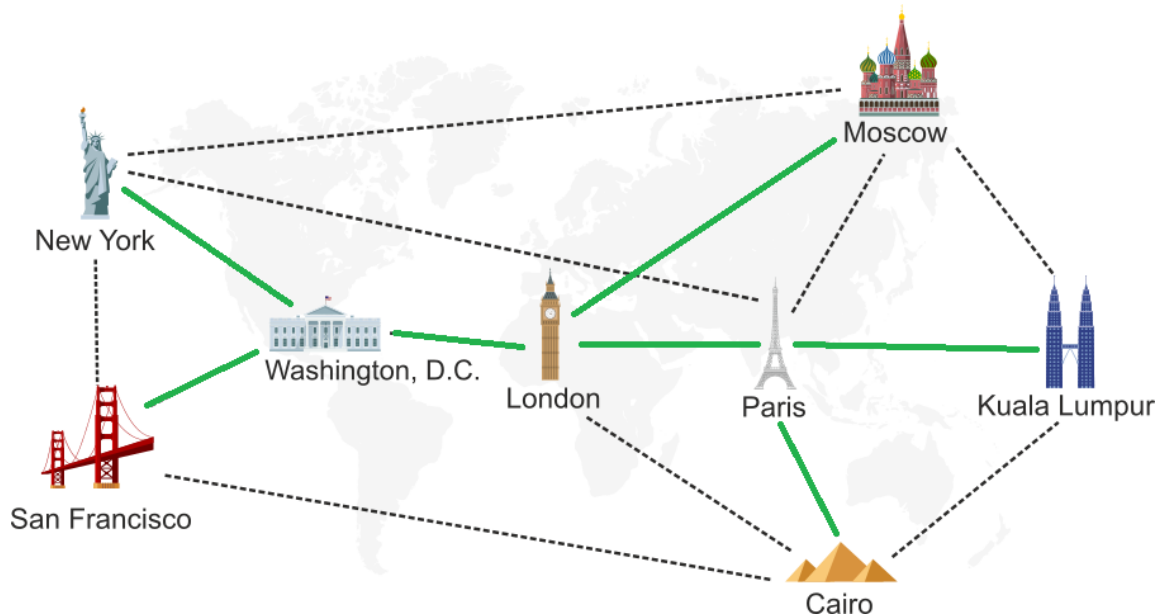 Moscow
New York
Washington, D.C.
London
Paris
Kuala Lumpur
San Francisco
Cairo